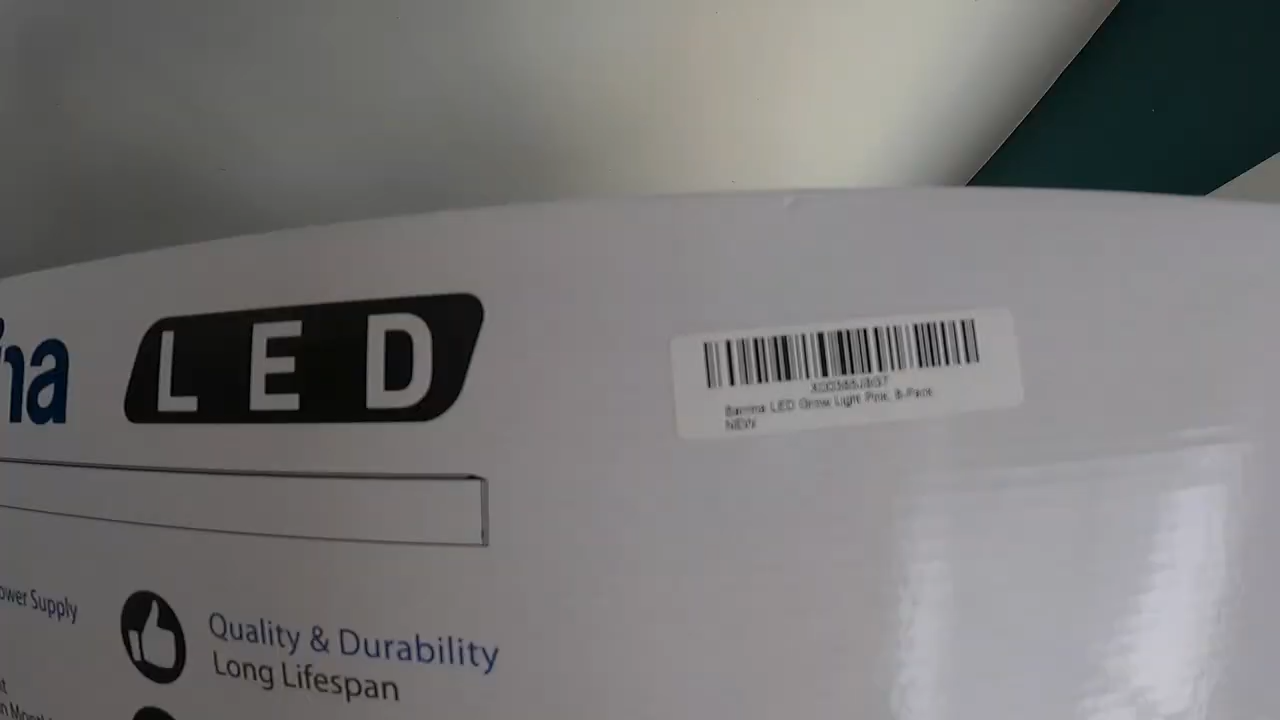 na
LED
Barrina LED Grow Light Pink, 8-Pack
NEW
ower Supply
Quality & Durability
Long Lifespan